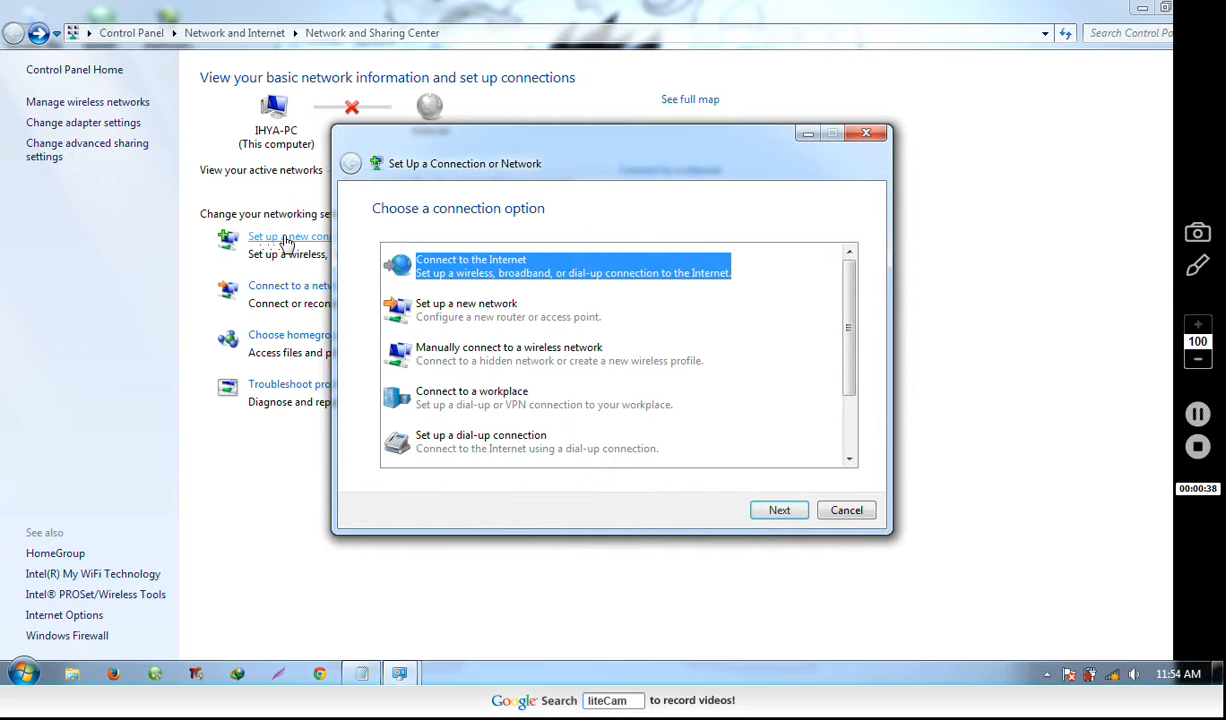 Control Panel Network and Internet Network and Sharing Center Search Control Pa
Control Panel Home
Manage wireless networks
Change adapter settings
Change advanced sharing
settings
See also
HomeGroup
Intel(R) My WiFi Technology
Intel® PROSet/Wireless Tools
Internet Options
Windows Firewall
View your basic network information and set up connections
See full map
IHYA-PC
(This computer)
View your active networks
Change your networking se
Set up a new con
Set up a wireless,
Connect to a netw
Connect or recon
Choose homegro
Access files and p
Troubleshoot pro
Diagnose and rep
Set Up a Connection or Network
Choose a connection option
Connect to the Internet
Set up a wireless, broadband, or dial-up connection to the Internet.
Set up a new network
Configure a new router or access point.
Manually connect to a wireless network
Connect to a hidden network or create a new wireless profile.
Connect to a workplace
Set up a dial-up or VPN connection to your workplace.
Set up a dial-up connection
Connect to the Internet using a dial-up connection.
Next Cancel
100
00:00:38
11:54 AM
Google Search liteCam to record videos!